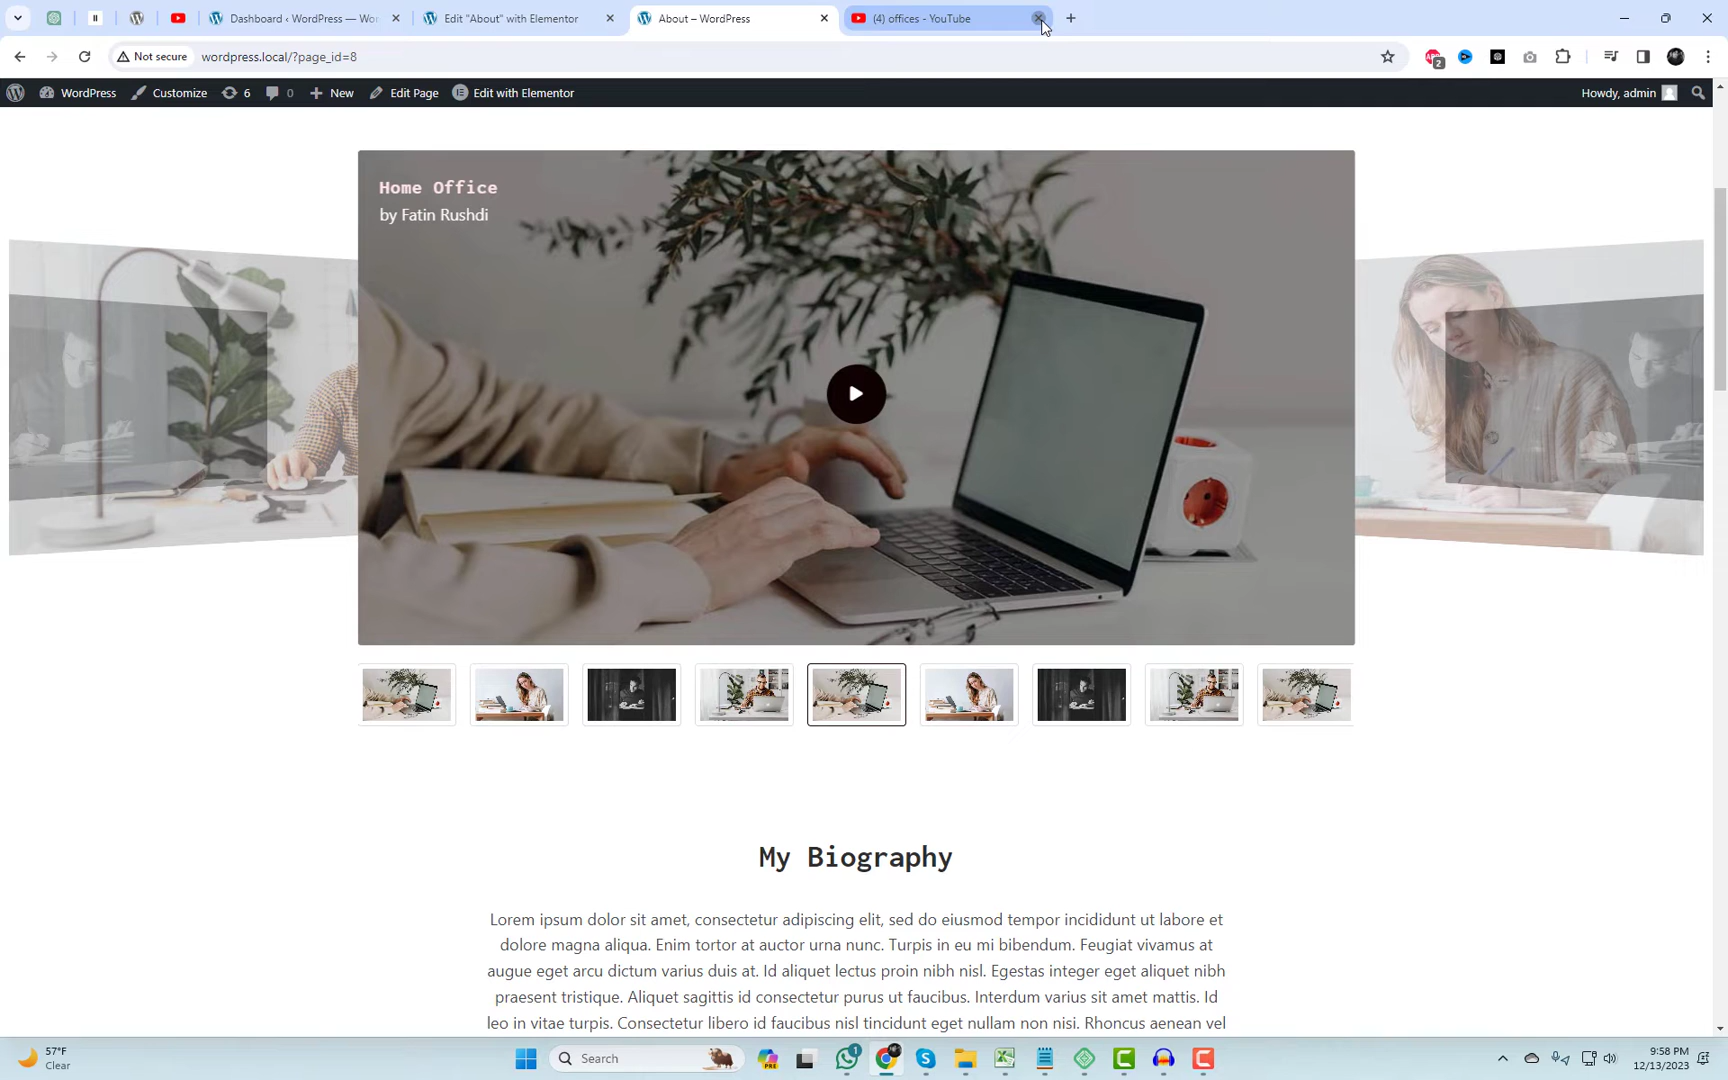 Dashboard ‹ WordPress — Wor
Edit "About" with Elementor
About – WordPress
(4) offices - YouTube
Not secure
wordpress.local/?page_id=8
2
WordPress
Customize
6
0
New
Edit Page
Edit with Elementor
Howdy, admin
Home Office
by Fatin Rushdi
My Biography
Lorem ipsum dolor sit amet, consectetur adipiscing elit, sed do eiusmod tempor incididunt ut labore et
dolore magna aliqua. Enim tortor at auctor urna nunc. Turpis in eu mi bibendum. Feugiat vivamus at
augue eget arcu dictum varius duis at. Id aliquet lectus proin nibh nisl. Egestas integer eget aliquet nibh
praesent tristique. Aliquet sagittis id consectetur purus ut faucibus. Interdum varius sit amet mattis. Id
leo in vitae turpis. Consectetur libero id faucibus nisl tincidunt eget nullam non nisi. Rhoncus aenean vel
57°F
Clear
Search
PRE
1
9:58 PM
12/13/2023